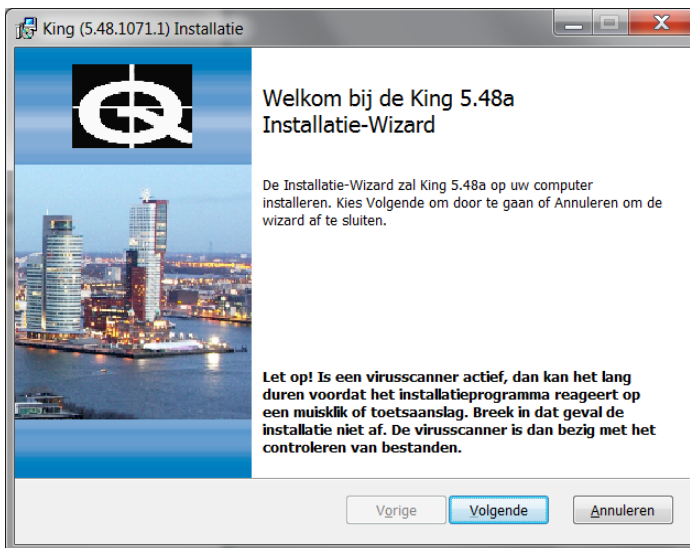 King (5.48.1071.1) Installatie
Welkom bij de King 5.48a
Installatie-Wizard
De Installatie-Wizard zal King 5.48a op uw computer
installeren. Kies Volgende om door te gaan of Annuleren om de
wizard af te sluiten.
Let op! Is een virusscanner actief, dan kan het lang
duren voordat het installatieprogramma reageert op
een muisklik of toetsaanslag. Breek in dat geval de
installatie niet af. De virusscanner is dan bezig met het
controleren van bestanden.
Vorige
Volgende
Annuleren